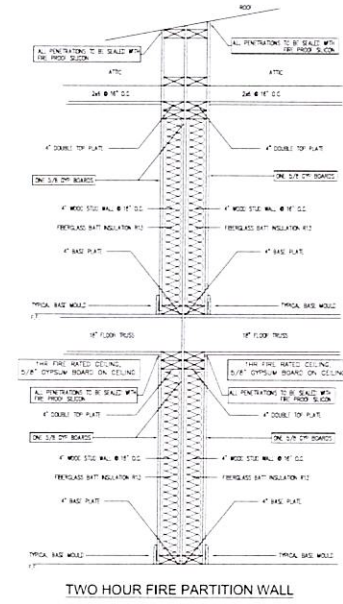 ROOF
ALL PENETRATIONS TO BE SEALED WITH
FIRE PROOF SILICON
ALL PENETRATIONS TO BE SEALED WITH
FIRE PROOF SILICON
ATTIC
ATTIC
2x6 @ 16" O.C.
2x6 @ 16" O.C.
4" DOUBLE TOP PLATE
4" DOUBLE TOP PLATE
ONE 5/8 GYP BOARDS
ONE 5/8 GYP BOARDS
4" WOOD STUD WALL @ 16" O.C.
4" WOOD STUD WALL @ 16" O.C.
FIBERGLASS BATT INSULATION R12
FIBERGLASS BATT INSULATION R12
4" BASE PLATE
4" BASE PLATE
TYPICAL BASE MOULD
TYPICAL BASE MOULD
18" FLOOR TRUSS
18" FLOOR TRUSS
1HR FIRE RATED CEILING,
5/8" GYPSUM BOARD ON CEILING
1HR FIRE RATED CEILING,
5/8" GYPSUM BOARD ON CEILING
ALL PENETRATIONS TO BE SEALED WITH
FIRE PROOF SILICON
ALL PENETRATIONS TO BE SEALED WITH
FIRE PROOF SILICON
4" DOUBLE TOP PLATE
4" DOUBLE TOP PLATE
ONE 5/8 GYP BOARDS
ONE 5/8 GYP BOARDS
4" WOOD STUD WALL @ 16" O.C.
4" WOOD STUD WALL @ 16" O.C.
FIBERGLASS BATT INSULATION R12
FIBERGLASS BATT INSULATION R12
4" BASE PLATE
4" BASE PLATE
TYPICAL BASE MOULD
TYPICAL BASE MOULD
TWO HOUR FIRE PARTITION WALL